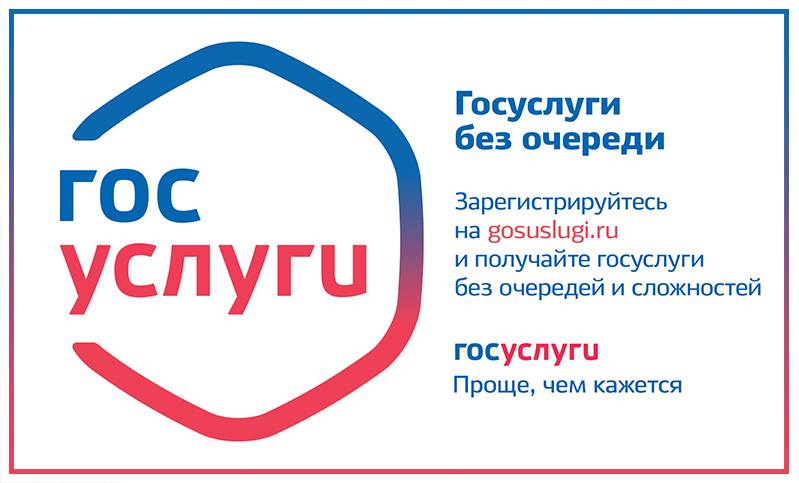 гос
услуги
Госуслуги
без очереди
Зарегистрируйтесь
на gosuslugi.ru
и получайте госуслуги
без очередей и сложностей
госуслуги
Проще, чем кажется